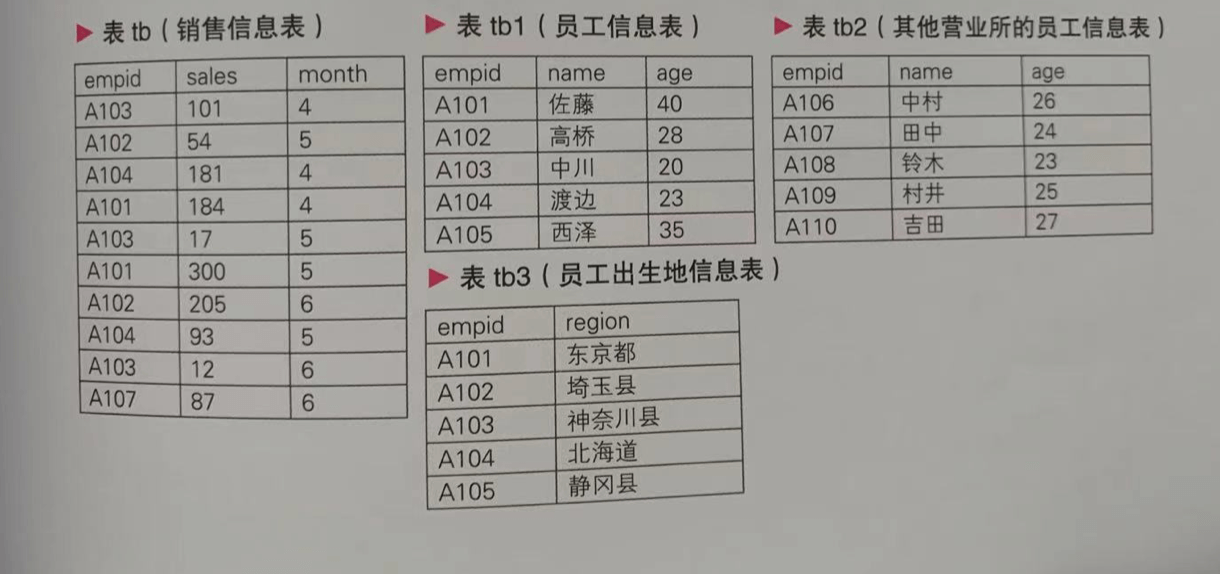 ▶ 表 tb（销售信息表）
empid sales month
A103 101 4
A102 54 5
A104 181 4
A101 184 4
A103 17 5
A101 300 5
A102 205 6
A104 93 5
A103 12 6
A107 87 6
▶ 表 tb1（员工信息表）
empid name age
A101 佐藤 40
A102 高桥 28
A103 中川 20
A104 渡边 23
A105 西泽 35
▶ 表 tb2（其他营业所的员工信息表）
empid name age
A106 中村 26
A107 田中 24
A108 铃木 23
A109 村井 25
A110 吉田 27
▶ 表 tb3（员工出生地信息表）
empid region
A101 东京都
A102 埼玉县
A103 神奈川县
A104 北海道
A105 静冈县